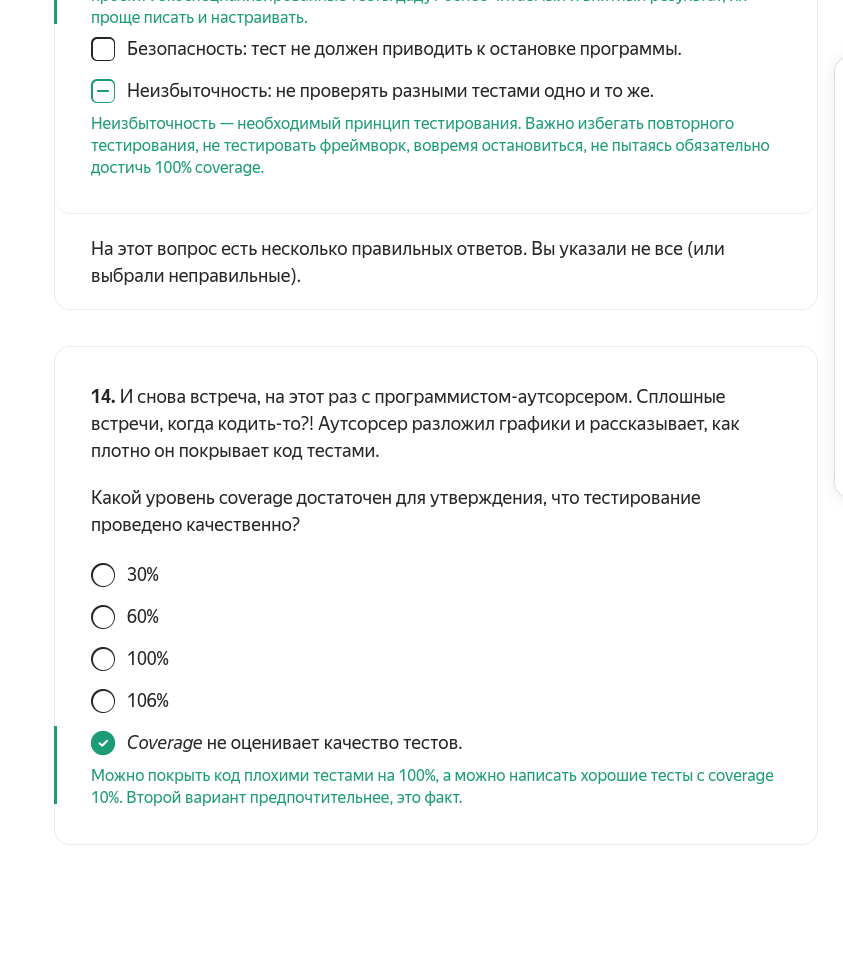 проще писать и настраивать.
Безопасность: тест не должен приводить к остановке программы.
Неизбыточность: не проверять разными тестами одно и то же.
Неизбыточность — необходимый принцип тестирования. Важно избегать повторного
тестирования, не тестировать фреймворк, вовремя остановиться, не пытаясь обязательно
достичь 100% coverage.
На этот вопрос есть несколько правильных ответов. Вы указали не все (или
выбрали неправильные).
14. И снова встреча, на этот раз с программистом-аутсорсером. Сплошные
встречи, когда кодить-то?! Аутсорсер разложил графики и рассказывает, как
плотно он покрывает код тестами.
Какой уровень coverage достаточен для утверждения, что тестирование
проведено качественно?
30%
60%
100%
106%
Coverage не оценивает качество тестов.
Можно покрыть код плохими тестами на 100%, а можно написать хорошие тесты с coverage
10%. Второй вариант предпочтительнее, это факт.